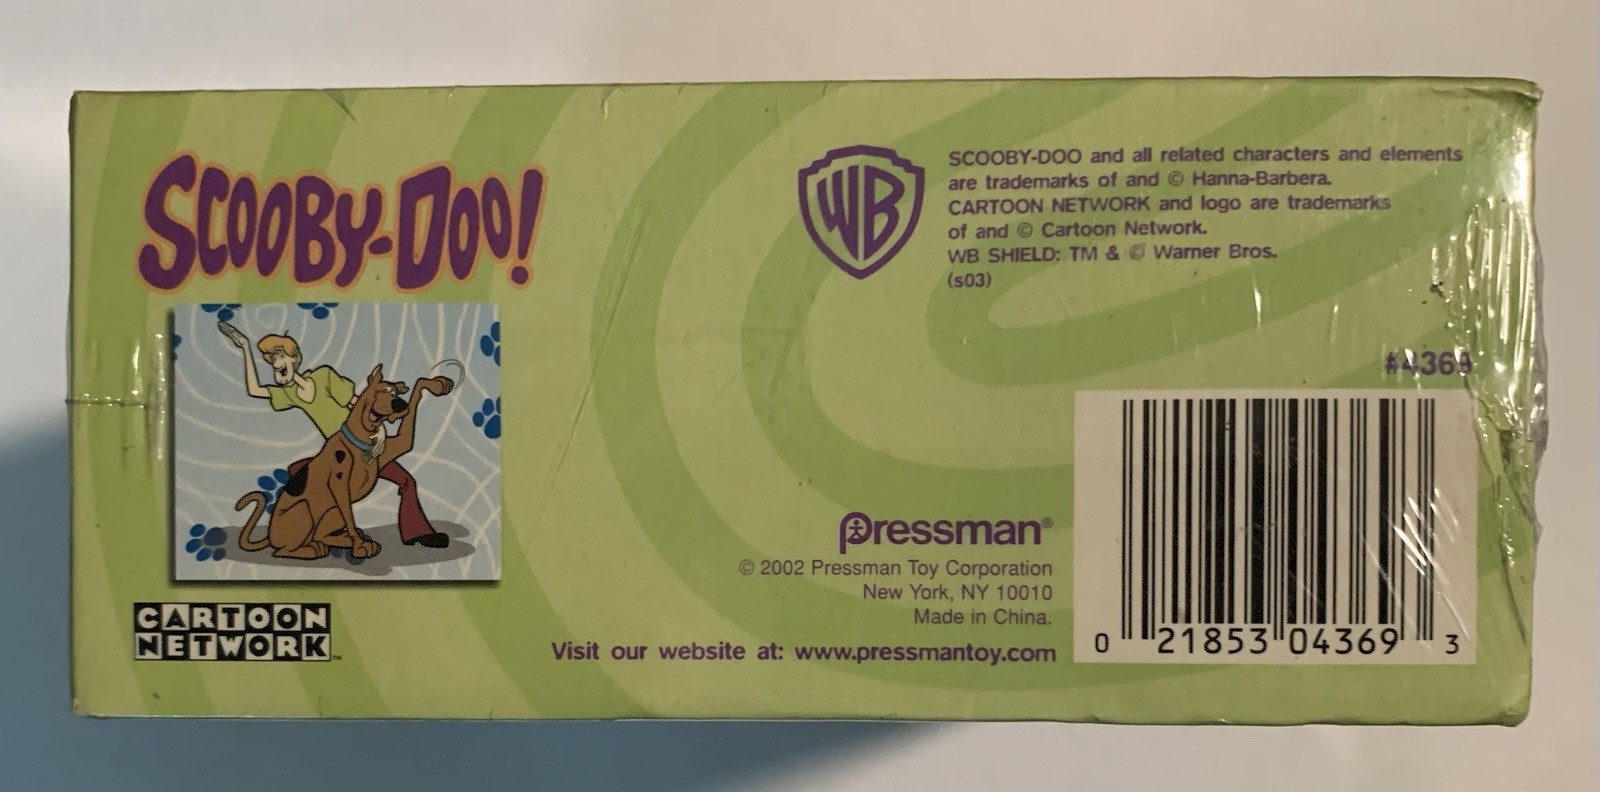 SCOOBY-DOO!
CARTOON
NETWORK™
WB
SCOOBY-DOO and all related characters and elements
are trademarks of and © Hanna-Barbera.
CARTOON NETWORK and logo are trademarks
of and © Cartoon Network.
WB SHIELD: TM & © Warner Bros.
(s03)
#4369
Pressman®
© 2002 Pressman Toy Corporation
New York, NY 10010
Made in China.
Visit our website at: www.pressmantoy.com
0 21853 04369 3